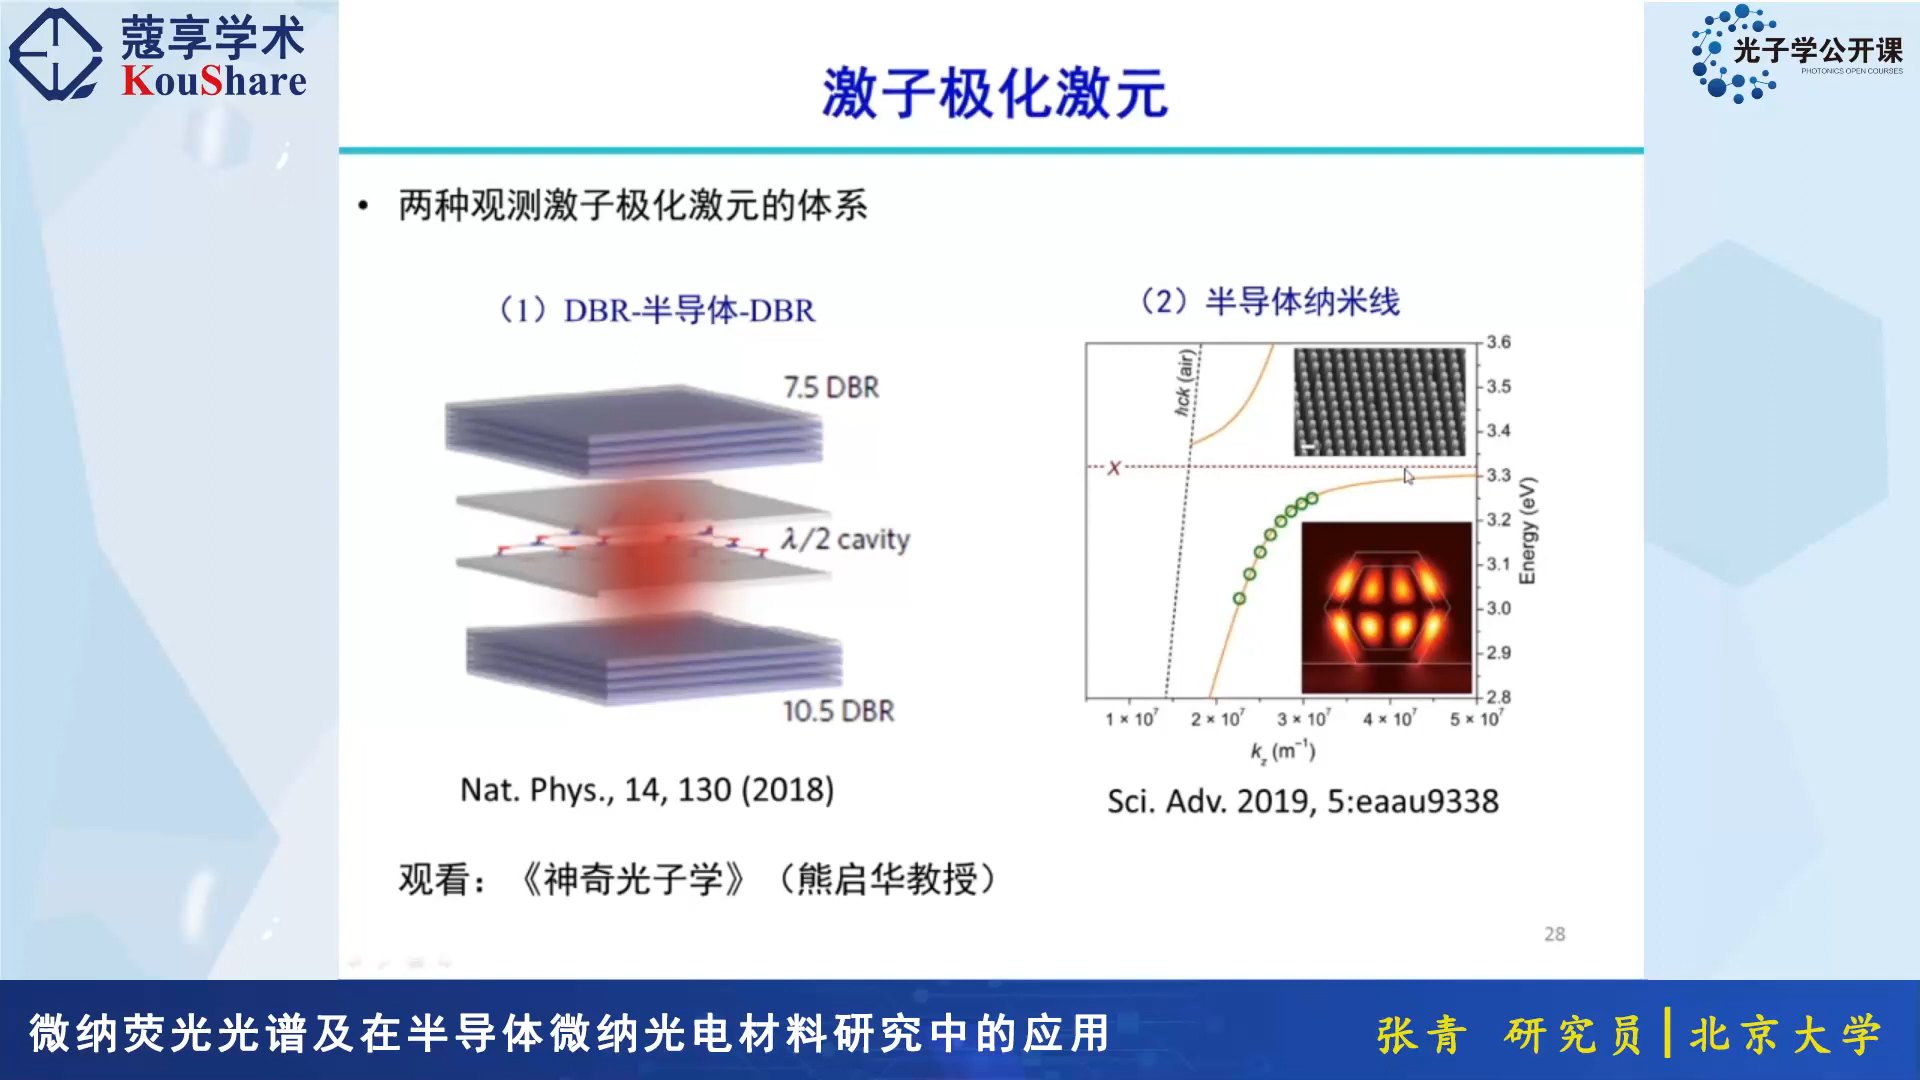 蔻享学术
KouShare
光子学公开课
PHOTONICS OPEN COURSES
激子极化激元
• 两种观测激子极化激元的体系
（1）DBR-半导体-DBR
7.5 DBR
λ/2 cavity
10.5 DBR
Nat. Phys., 14, 130 (2018)
（2）半导体纳米线
ħck (air)
X
3.6
3.5
3.4
3.3
3.2
3.1
3.0
2.9
2.8
Energy (eV)
1 × 10⁷ 2 × 10⁷ 3 × 10⁷ 4 × 10⁷ 5 × 10⁷
k_z (m⁻¹)
Sci. Adv. 2019, 5:eaau9338
观看：《神奇光子学》（熊启华教授）
28
微纳荧光光谱及在半导体微纳光电材料研究中的应用
张青 研究员|北京大学